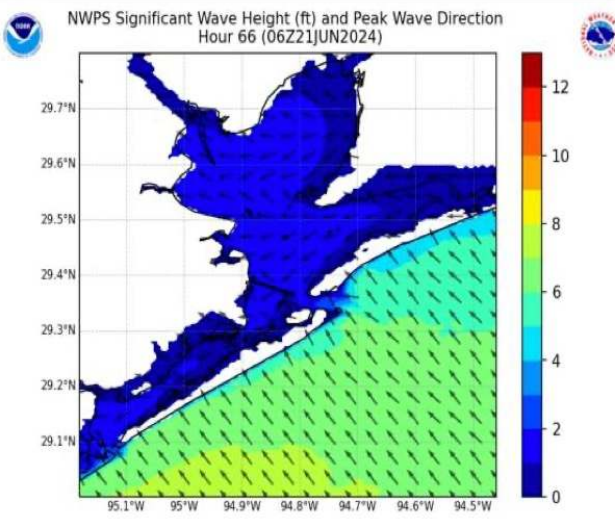 NWPS Significant Wave Height (ft) and Peak Wave Direction
Hour 66 (06Z21JUN2024)
29.7°N
29.6°N
29.5°N
29.4°N
29.3°N
29.2°N
29.1°N
95.1°W 95°W 94.9°W 94.8°W 94.7°W 94.6°W 94.5°W
12
10
8
6
4
2
0